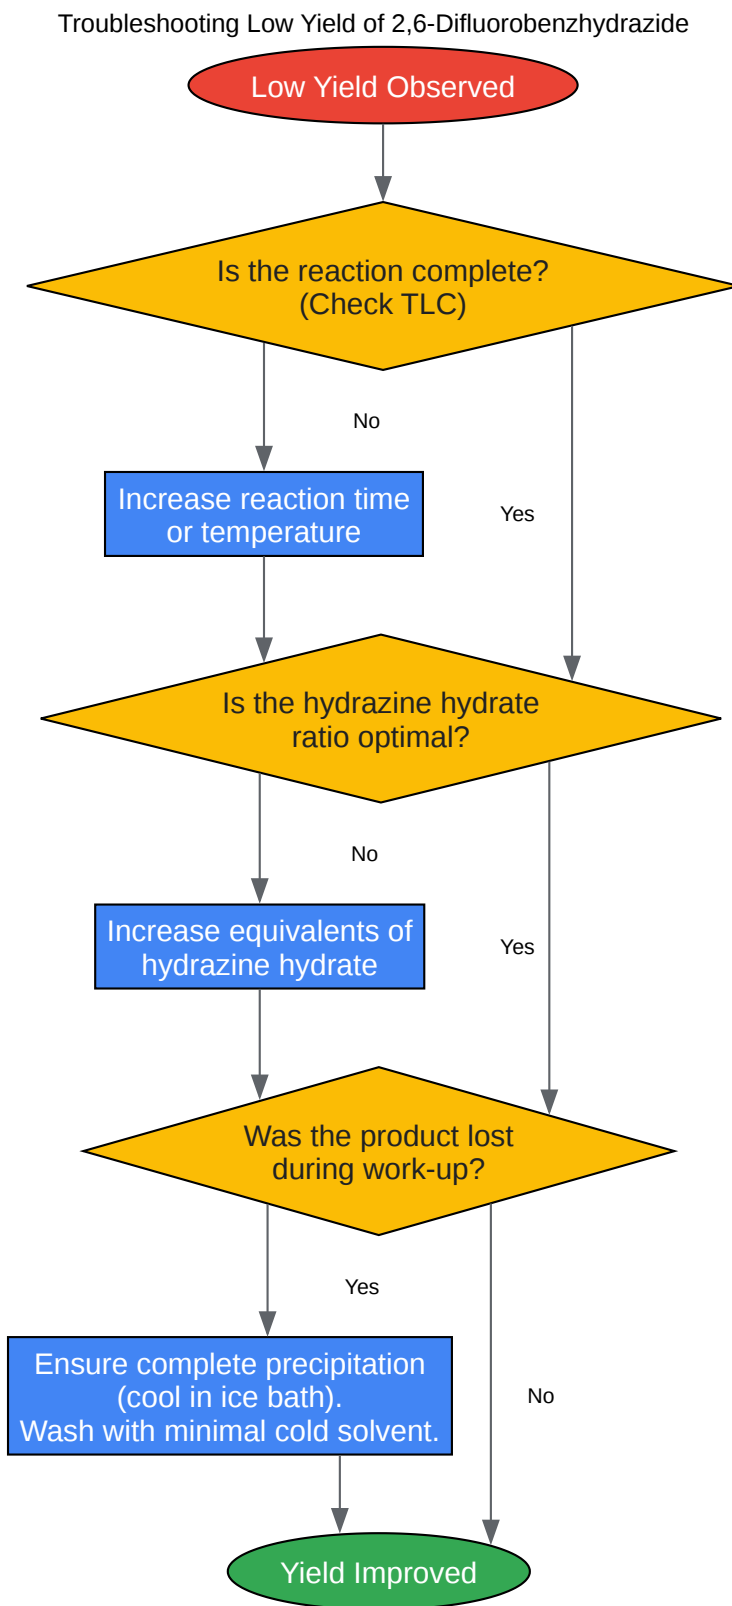 Troubleshooting Low Yield of 2,6-Difluorobenzhydrazide
Low Yield Observed
Is the reaction complete?
(Check TLC)
No
Increase reaction time
or temperature
Yes
Is the hydrazine hydrate
ratio optimal?
No
Increase equivalents of
hydrazine hydrate
Yes
Was the product lost
during work-up?
Yes
Ensure complete precipitation
(cool in ice bath).
Wash with minimal cold solvent.
No
Yield Improved